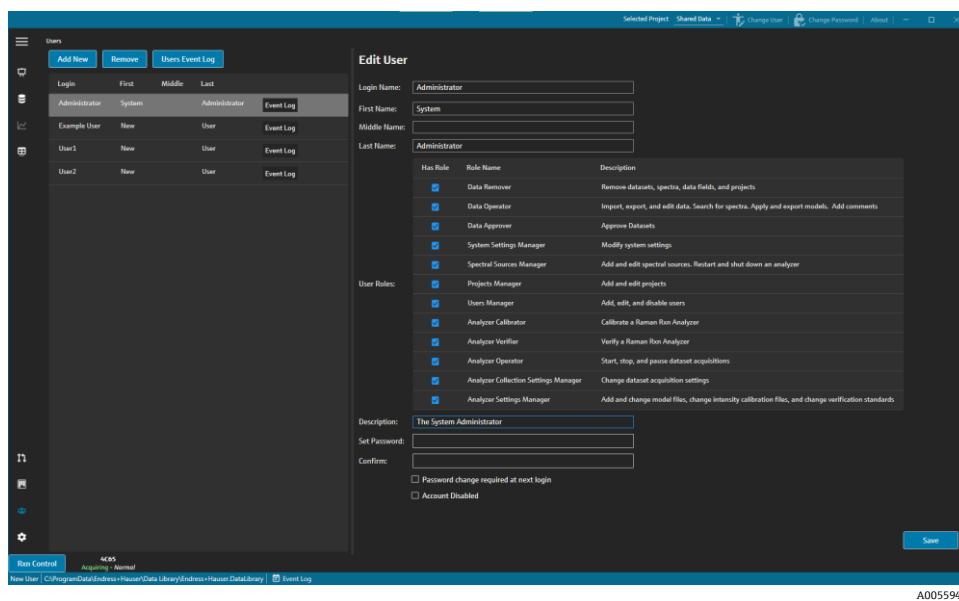 Selected Project Shared Data Change User Change Password About
Users
Add New Remove Users Event Log
Login First Middle Last
Administrator System Administrator Event Log
Example User New User Event Log
User1 New User Event Log
User2 New User Event Log
Edit User
Login Name: Administrator
First Name: System
Middle Name:
Last Name: Administrator
Has Role Role Name Description
Data Remover Remove datasets, spectra, data fields, and projects
Data Operator Import, export, and edit data. Search for spectra. Apply and export models. Add comments
Data Approver Approve Datasets
System Settings Manager Modify system settings
Spectral Sources Manager Add and edit spectral sources. Restart and shut down an analyzer
User Roles: Projects Manager Add and edit projects
Users Manager Add, edit, and disable users
Analyzer Calibrator Calibrate a Raman Rxn Analyzer
Analyzer Verifier Verify a Raman Rxn Analyzer
Analyzer Operator Start, stop, and pause dataset acquisitions
Analyzer Collection Settings Manager Change dataset acquisition settings
Analyzer Settings Manager Add and change model files, change intensity calibration files, and change verification standards
Description: The System Administrator
Set Password:
Confirm:
Password change required at next login
Account Disabled
Save
Rxn Control
4C65
Acquiring - Normal
New User C:\ProgramData\Endress+Hauser\Data Library\Endress+Hauser.DataLibrary Event Log
A005594